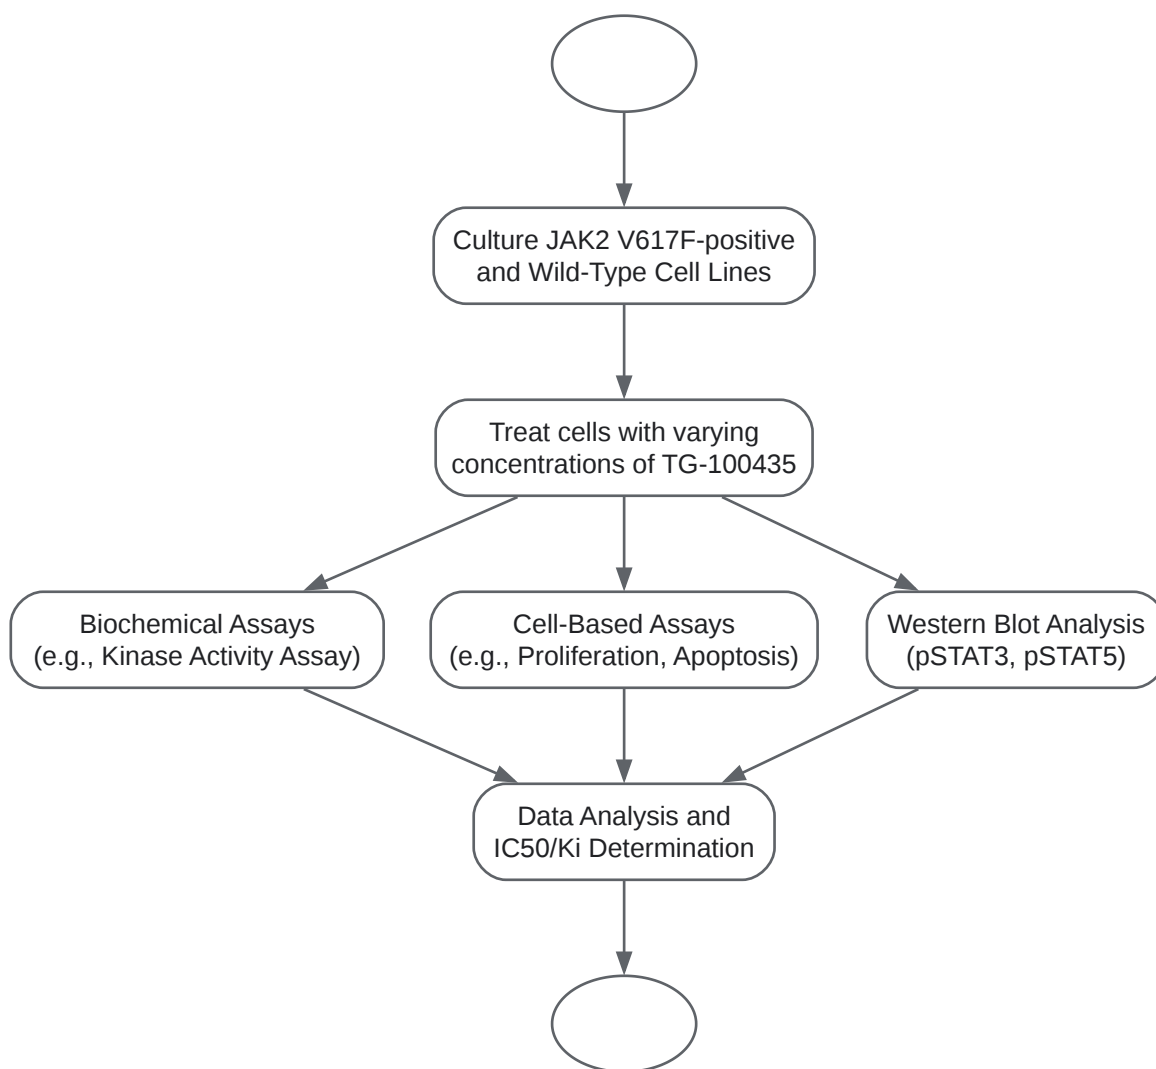 Culture JAK2 V617F-positive
and Wild-Type Cell Lines
Treat cells with varying
concentrations of TG-100435
Biochemical Assays
(e.g., Kinase Activity Assay)
Cell-Based Assays
(e.g., Proliferation, Apoptosis)
Western Blot Analysis
(pSTAT3, pSTAT5)
Data Analysis and
IC50/Ki Determination